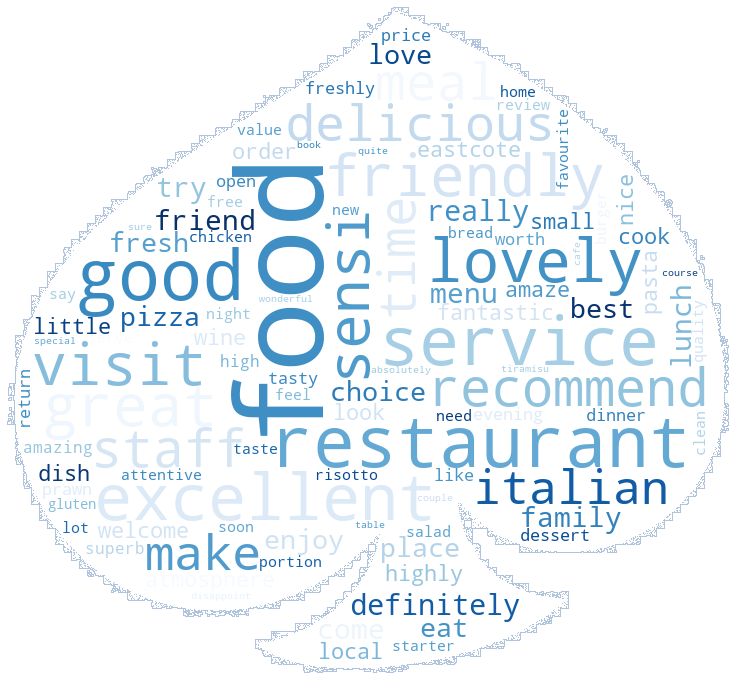 price
love
meal
freshly
home
review
delicious
value
book
quite
favourite
order
eastcote
friendly
try
open
free
food
new
nice
burger
sure
friend
chicken
sensi
time
really
small
bread
worth
cook
fresh
good
lovely
cafe
pasta
course
say
wonderful
menu
amaze
little
pizza
night
fantastic
best
lunch
quality
special
wine
service
visit
high
tasty
absolutely
tiramisu
return
feel
choice
recommend
great
look
need
evening
dinner
clean
amazing
staff
taste
restaurant
dish
attentive
risotto
like
italian
prawn
gluten
excellent
couple
lot
welcome
soon
table
family
superb
enjoy
salad
dessert
make
portion
place
atmosphere
highly
disappoint
definitely
come
eat
local
starter